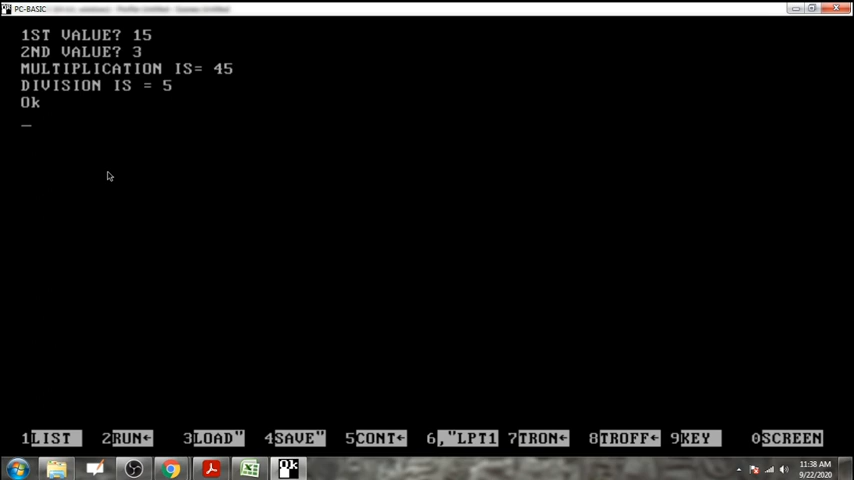 PC-BASIC
1ST VALUE? 15
2ND VALUE? 3
MULTIPLICATION IS= 45
DIVISION IS = 5
Ok
_
1LIST 2RUN← 3LOAD" 4SAVE" 5CONT← 6,"LPT1 7TRON← 8TROFF← 9KEY 0SCREEN
Ok
11:38 AM
9/22/2020